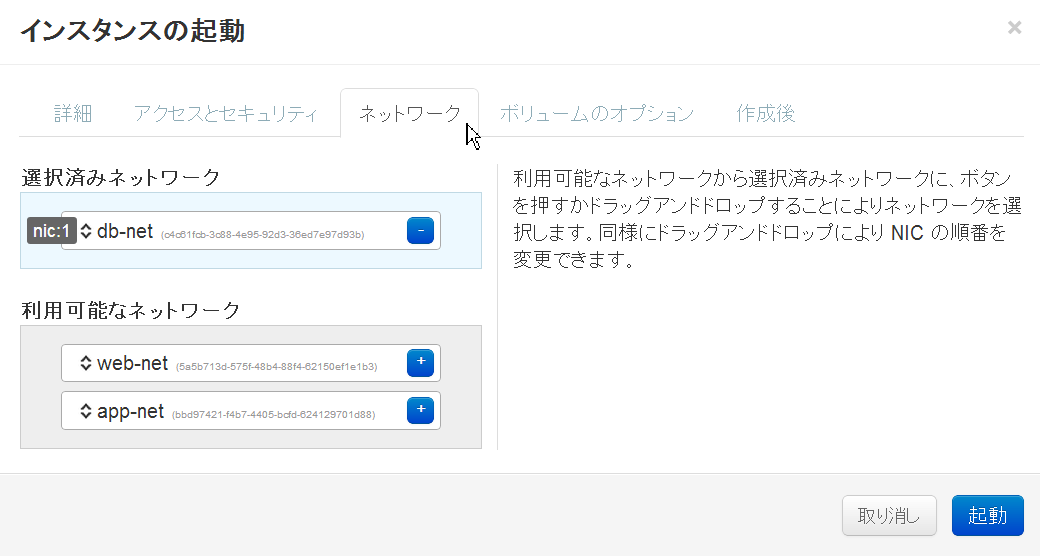 インスタンスの起動
×
詳細 アクセスとセキュリティ ネットワーク ボリュームのオプション 作成後
選択済みネットワーク
nic:1 db-net (c4c61fcb-3c88-4e95-92d3-36ed7e97d93b) -
利用可能なネットワーク
web-net (5a5b713d-575f-48b4-88f4-62150ef1e1b3) +
app-net (bbd97421-f4b7-4405-bcfd-624129701d88) +
利用可能なネットワークから選択済みネットワークに、ボタン
を押すかドラッグアンドドロップすることによりネットワークを選
択します。同様にドラッグアンドドロップにより NIC の順番を
変更できます。
取り消し 起動